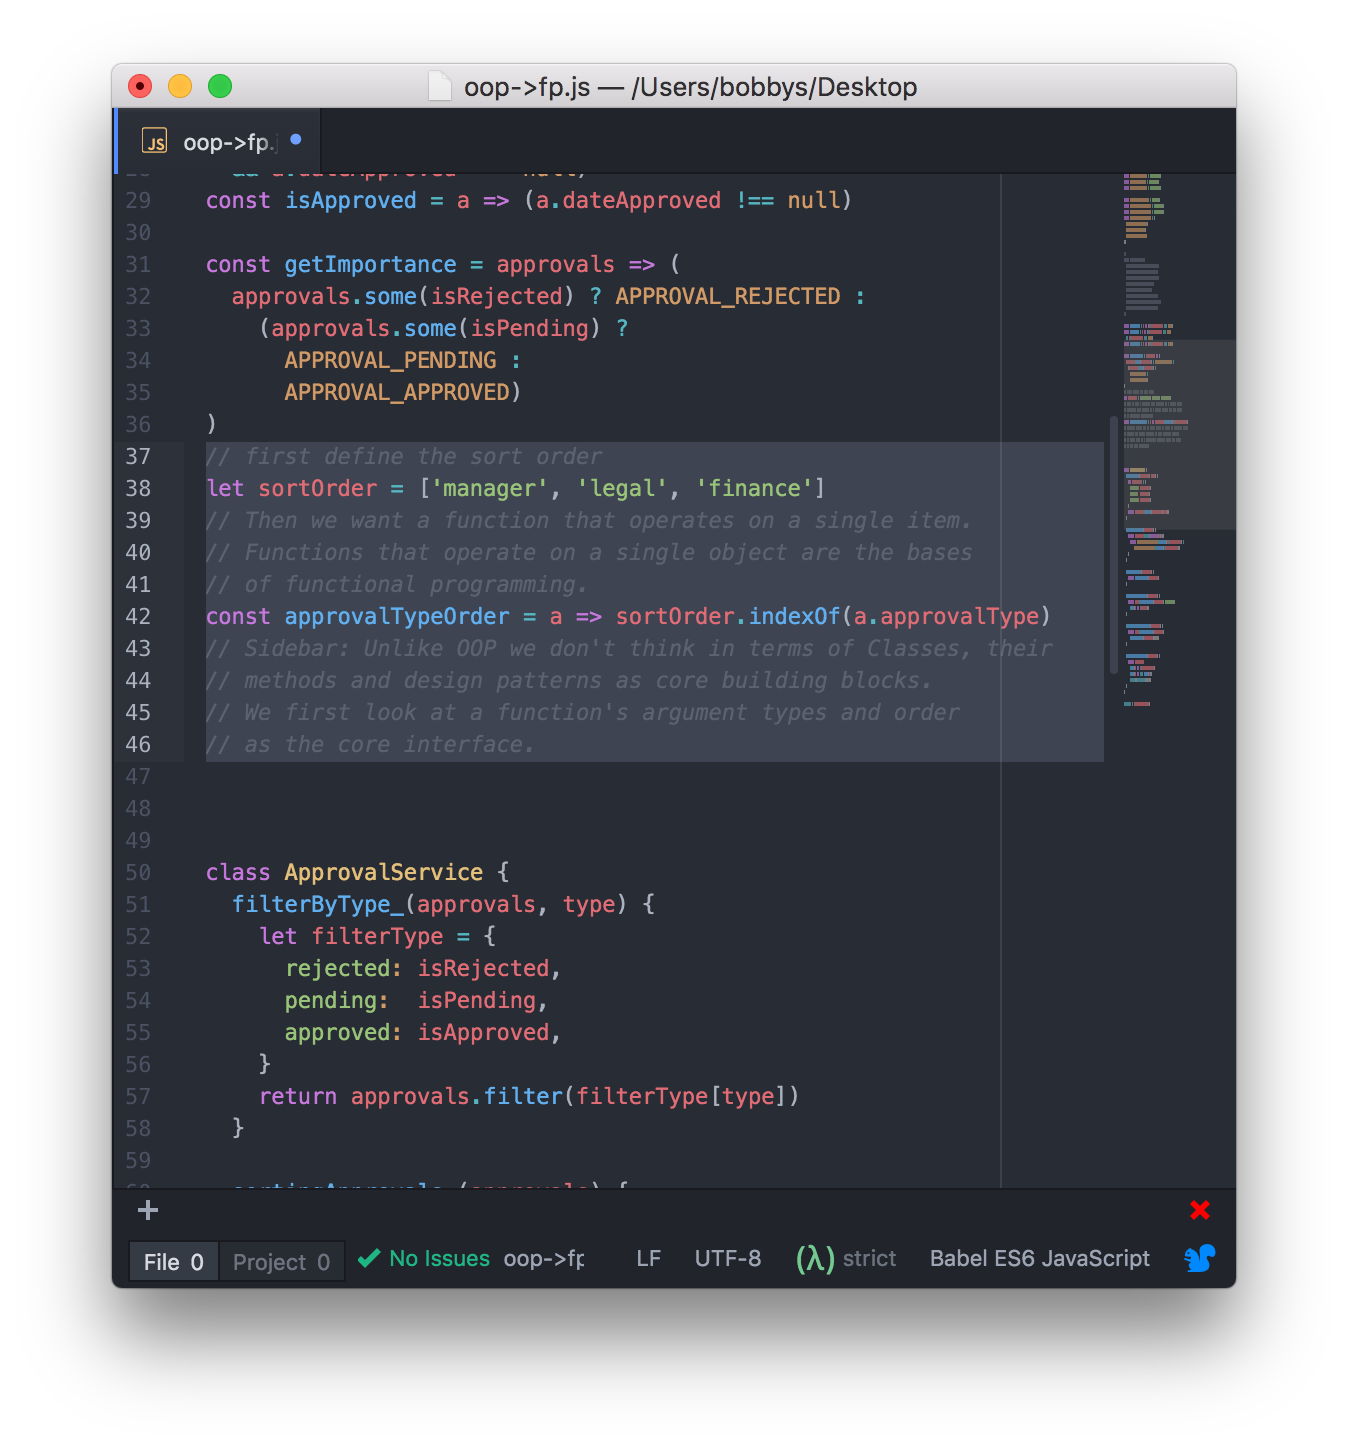 oop->fp.js — /Users/bobbys/Desktop
JS oop->fp.j
29 const isApproved = a => (a.dateApproved !== null)
30
31 const getImportance = approvals => (
32 approvals.some(isRejected) ? APPROVAL_REJECTED :
33 (approvals.some(isPending) ?
34 APPROVAL_PENDING :
35 APPROVAL_APPROVED)
36 )
37 // first define the sort order
38 let sortOrder = ['manager', 'legal', 'finance']
39 // Then we want a function that operates on a single item.
40 // Functions that operate on a single object are the bases
41 // of functional programming.
42 const approvalTypeOrder = a => sortOrder.indexOf(a.approvalType)
43 // Sidebar: Unlike OOP we don't think in terms of Classes, their
44 // methods and design patterns as core building blocks.
45 // We first look at a function's argument types and order
46 // as the core interface.
47
48
49
50 class ApprovalService {
51 filterByType_(approvals, type) {
52 let filterType = {
53 rejected: isRejected,
54 pending:  isPending,
55 approved: isApproved,
56 }
57 return approvals.filter(filterType[type])
58 }
59
File 0 Project 0 No Issues oop->fp LF UTF-8 (λ) strict Babel ES6 JavaScript